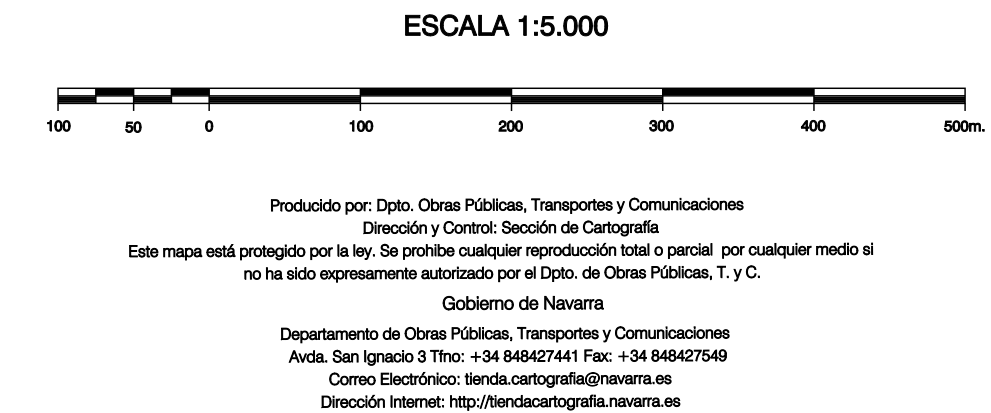 ESCALA 1:5.000
100 50 0 100 200 300 400 500m.
Producido por: Dpto. Obras Públicas, Transportes y Comunicaciones
Dirección y Control: Sección de Cartografía
Este mapa está protegido por la ley. Se prohibe cualquier reproducción total o parcial por cualquier medio si
no ha sido expresamente autorizado por el Dpto. de Obras Públicas, T. y C.
Gobierno de Navarra
Departamento de Obras Públicas, Transportes y Comunicaciones
Avda. San Ignacio 3 Tfno: +34 848427441 Fax: +34 848427549
Correo Electrónico: tienda.cartografia@navarra.es
Dirección Internet: http://tiendacartografia.navarra.es